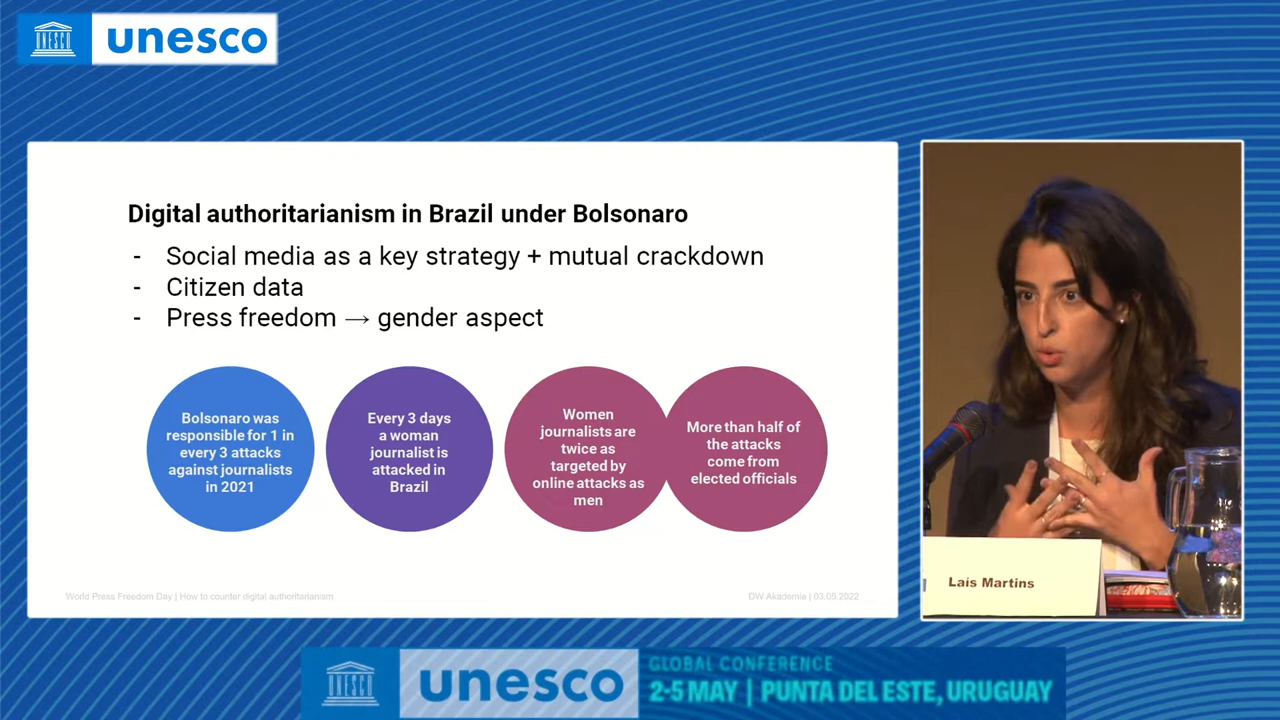 UNESCO
unesco
Digital authoritarianism in Brazil under Bolsonaro
- Social media as a key strategy + mutual crackdown
- Citizen data
- Press freedom → gender aspect
Bolsonaro was
responsible for 1 in
every 3 attacks
against journalists
in 2021
Every 3 days
a woman
journalist is
attacked in
Brazil
Women
journalists are
twice as
targeted by
online attacks as
men
More than half of
the attacks
come from
elected officials
World Press Freedom Day | How to counter digital authoritarianism
DW Akademie | 03.05.2022
Laís Martins
UNESCO
unesco
GLOBAL CONFERENCE
2-5 MAY | PUNTA DEL ESTE, URUGUAY